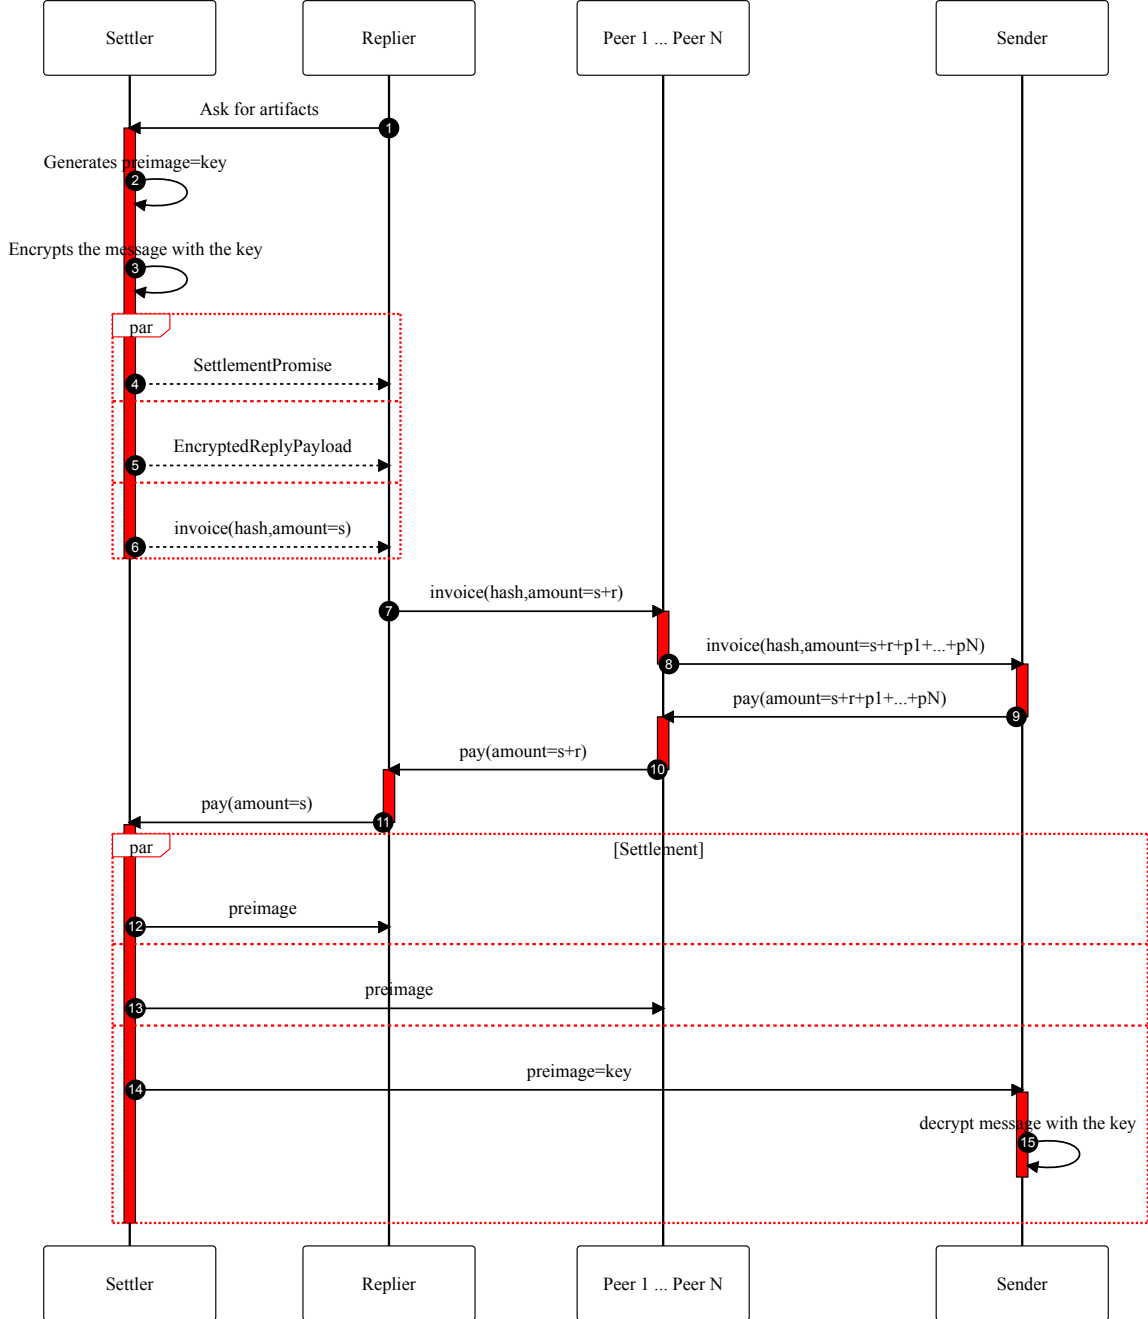 Settler
Replier
Peer 1 ... Peer N
Sender
Ask for artifacts
1
Generates preimage=key
2
Encrypts the message with the key
3
par
SettlementPromise
4
EncryptedReplyPayload
5
invoice(hash,amount=s)
6
invoice(hash,amount=s+r)
7
invoice(hash,amount=s+r+p1+...+pN)
8
pay(amount=s+r+p1+...+pN)
9
pay(amount=s+r)
10
pay(amount=s)
11
par
[Settlement]
preimage
12
preimage
13
preimage=key
14
decrypt message with the key
15
Settler
Replier
Peer 1 ... Peer N
Sender